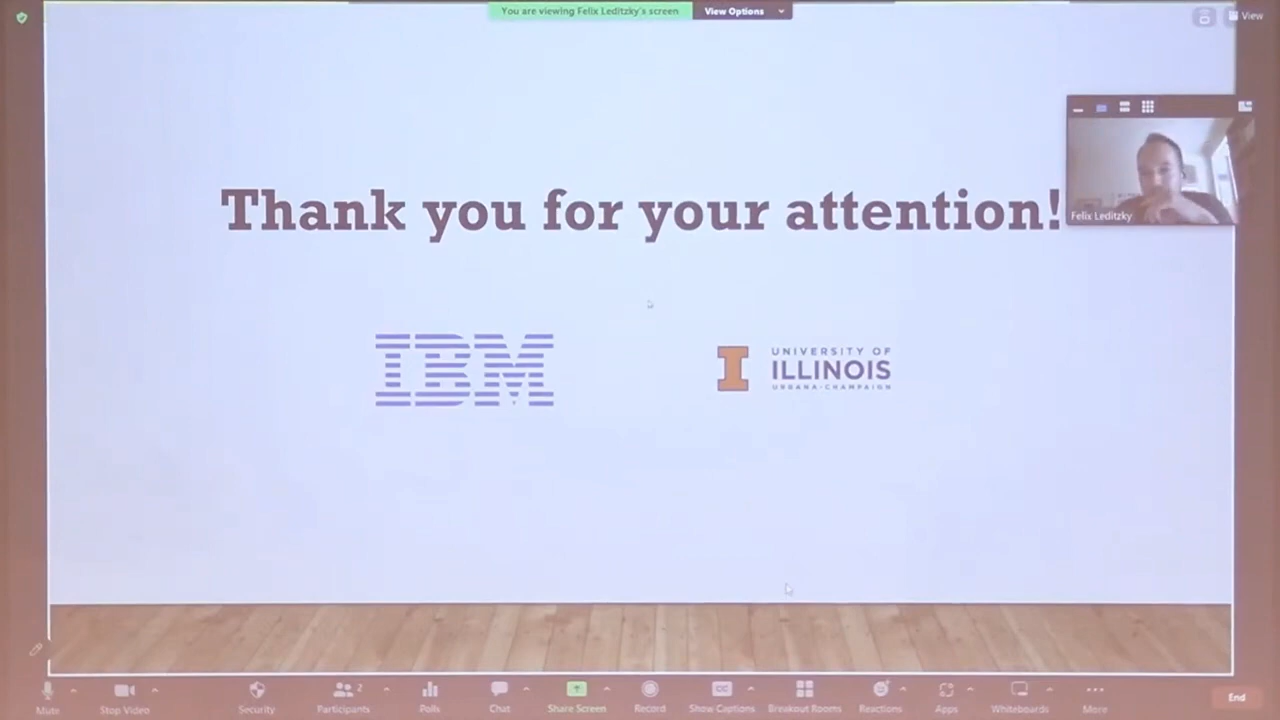 You are viewing Felix Leditzky's screen
View Options
View
Felix Leditzky
Thank you for your attention!
IBM
I
UNIVERSITY OF
ILLINOIS
URBANA-CHAMPAIGN
Mute
Stop Video
Security
Participants
2
Polls
Chat
Share Screen
Record
CC
Show Captions
Breakout Rooms
Reactions
Apps
Whiteboards
More
End